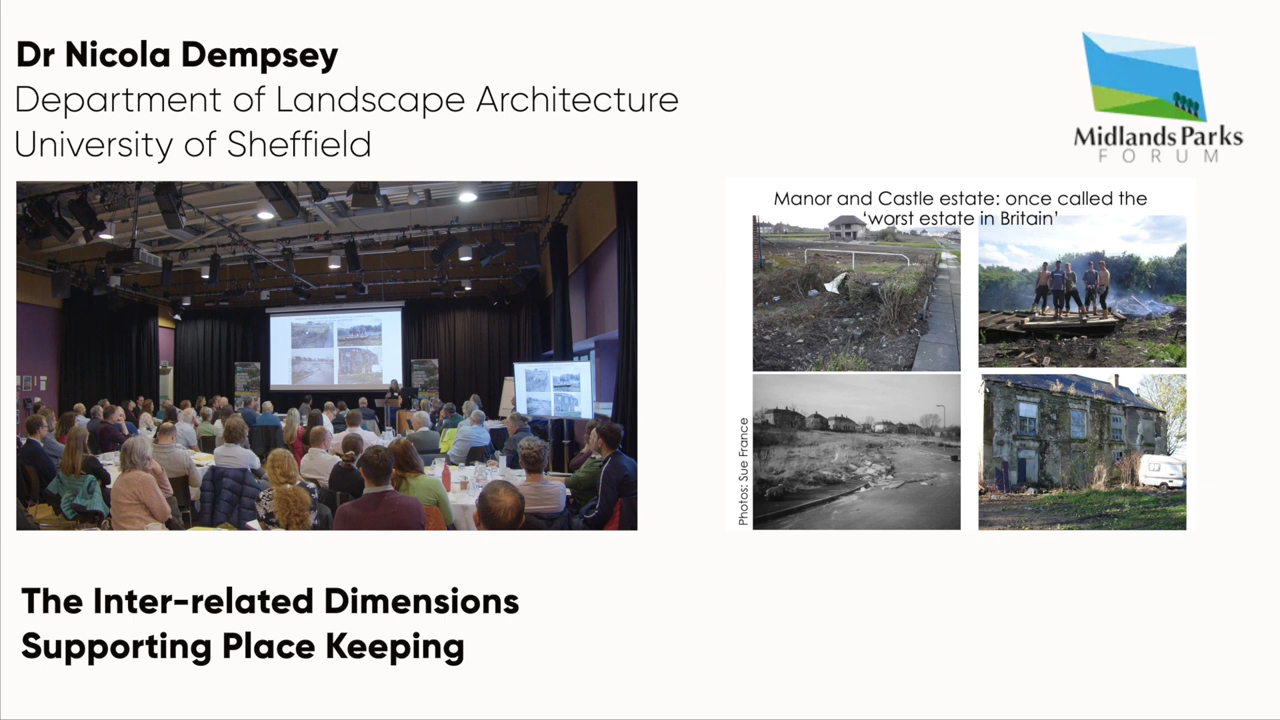 Dr Nicola Dempsey
Department of Landscape Architecture
University of Sheffield
Midlands Parks
FORUM
Manor and Castle estate: once called the
‘worst estate in Britain’
Photos: Sue France
The Inter-related Dimensions
Supporting Place Keeping